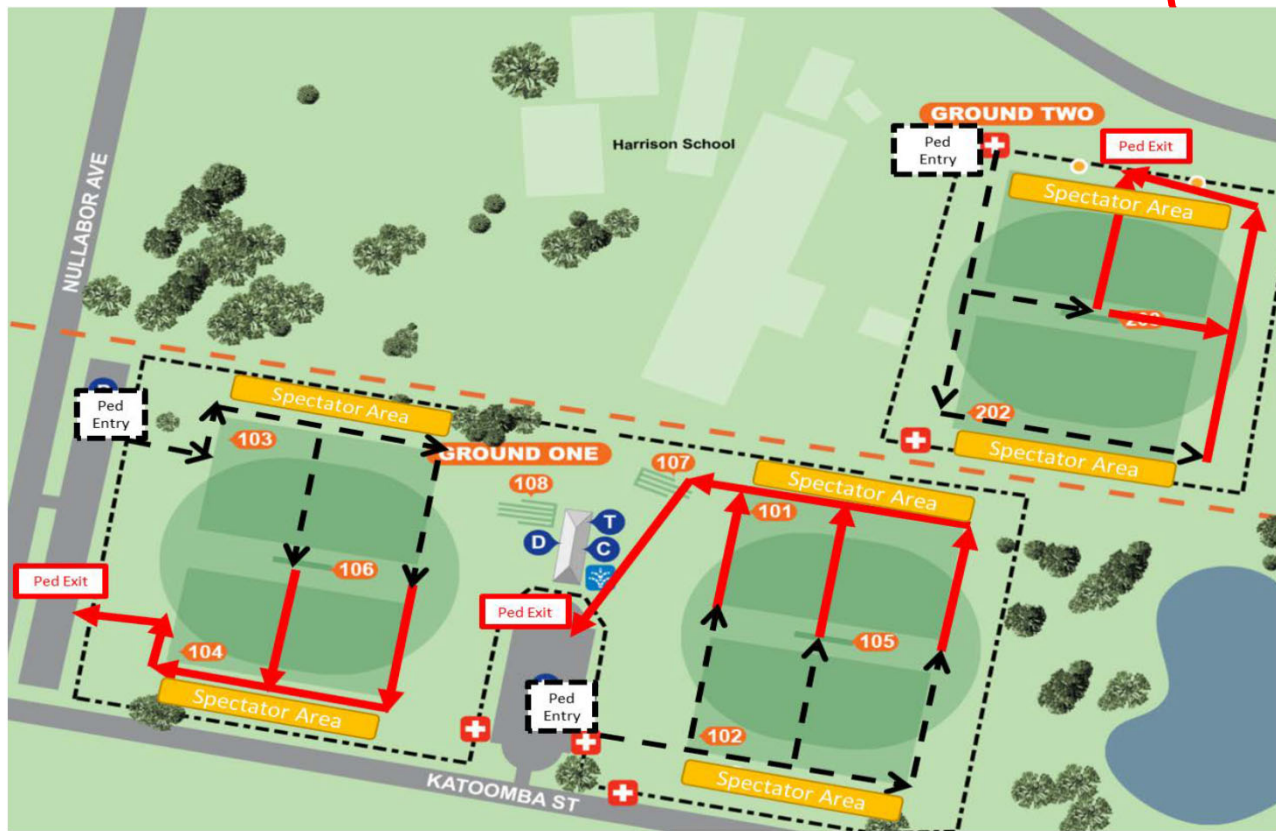 GROUND TWO
Ped
Entry
Ped Exit
Harrison School
Spectator Area
NULLABOR AVE
202
Spectator Area
Ped
Entry
Spectator Area
103
GROUND ONE
107
108
Spectator Area
101
T
D
C
106
Ped Exit
Ped Exit
105
104
Spectator Area
Ped
Entry
102
Spectator Area
KATOOMBA ST